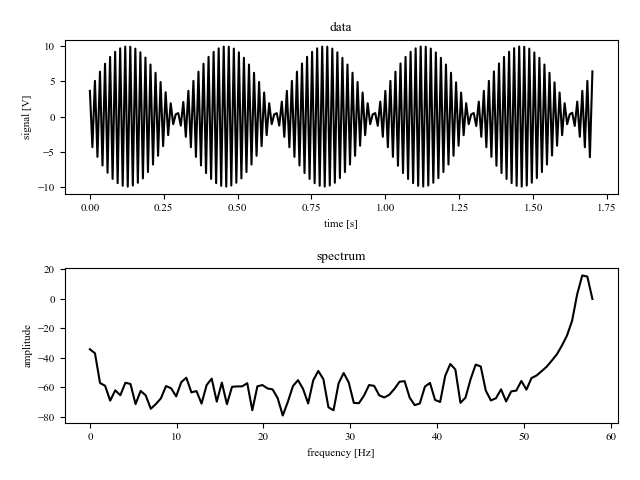 data
10
5
0
−5
−10
signal [V]
0.00 0.25 0.50 0.75 1.00 1.25 1.50 1.75
time [s]
spectrum
20
0
−20
−40
−60
−80
amplitude
0 10 20 30 40 50 60
frequency [Hz]